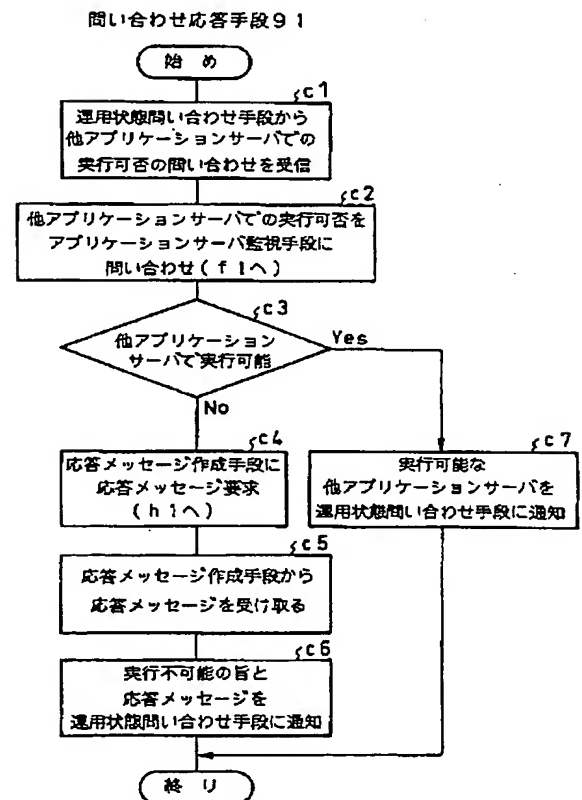 問い合わせ応答手段91
始め
c1
運用状態問い合わせ手段から
他アプリケーションサーバでの
実行可否の問い合わせを受信
c2
他アプリケーションサーバでの実行可否を
アプリケーションサーバ監視手段に
問い合わせ(f1へ)
c3
他アプリケーション
サーバで実行可能
Yes
No
c4
応答メッセージ作成手段に
応答メッセージ要求
(h1へ)
c7
実行可能な
他アプリケーションサーバを
運用状態問い合わせ手段に通知
c5
応答メッセージ作成手段から
応答メッセージを受け取る
c6
実行不可能の旨と
応答メッセージを
運用状態問い合わせ手段に通知
終り